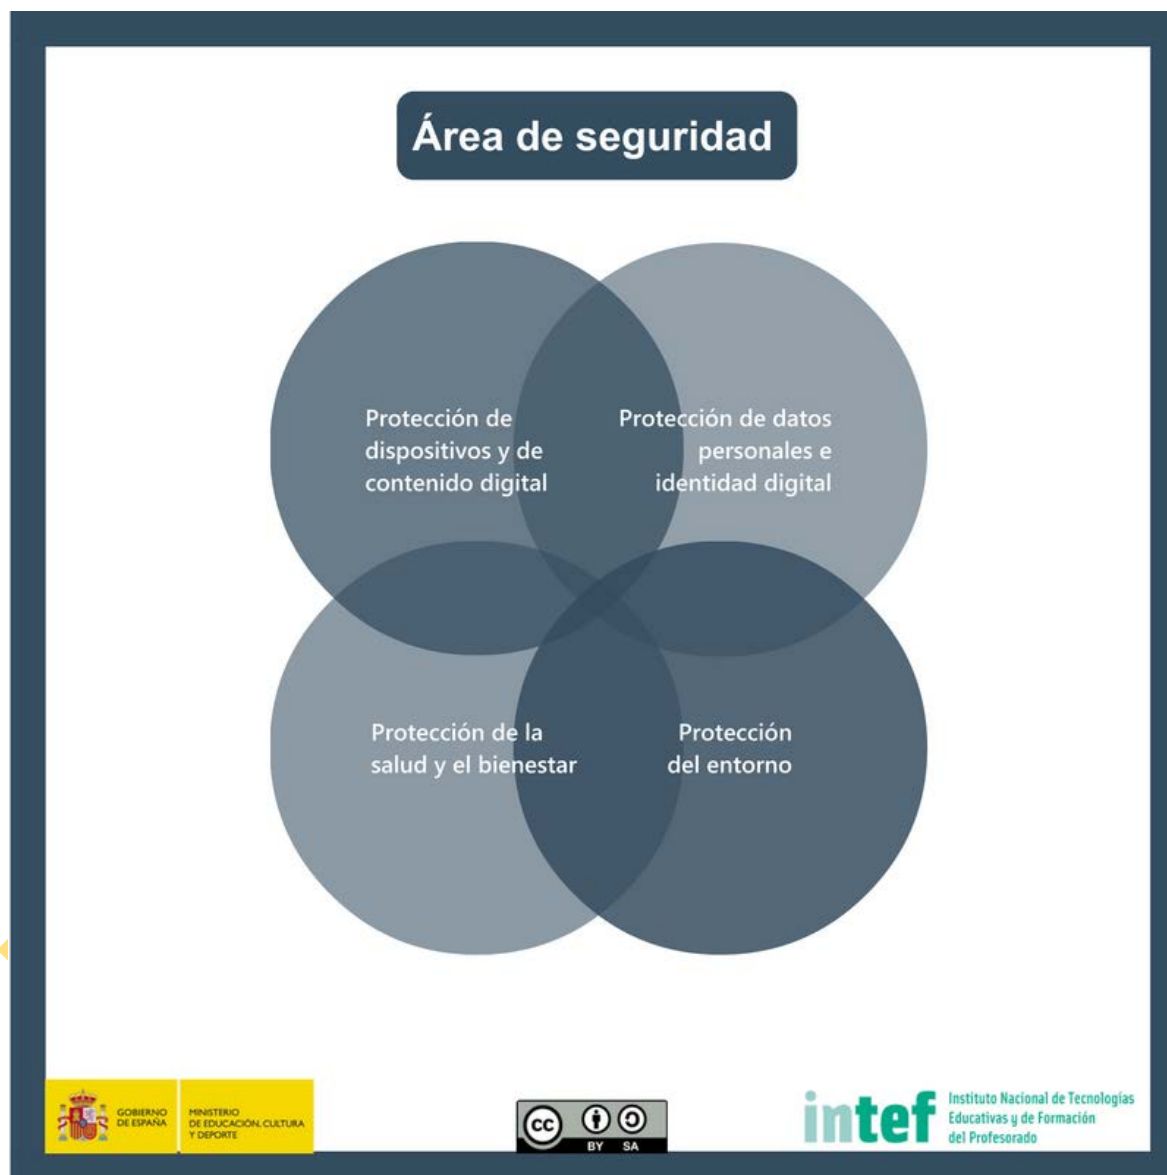 Área de seguridad
Protección de
dispositivos y de
contenido digital
Protección de datos
personales e
identidad digital
Protección de la
salud y el bienestar
Protección
del entorno
GOBIERNO
DE ESPAÑA
MINISTERIO
DE EDUCACIÓN, CULTURA
Y DEPORTE
cc
BY SA
intef
Instituto Nacional de Tecnologías
Educativas y de Formación
del Profesorado